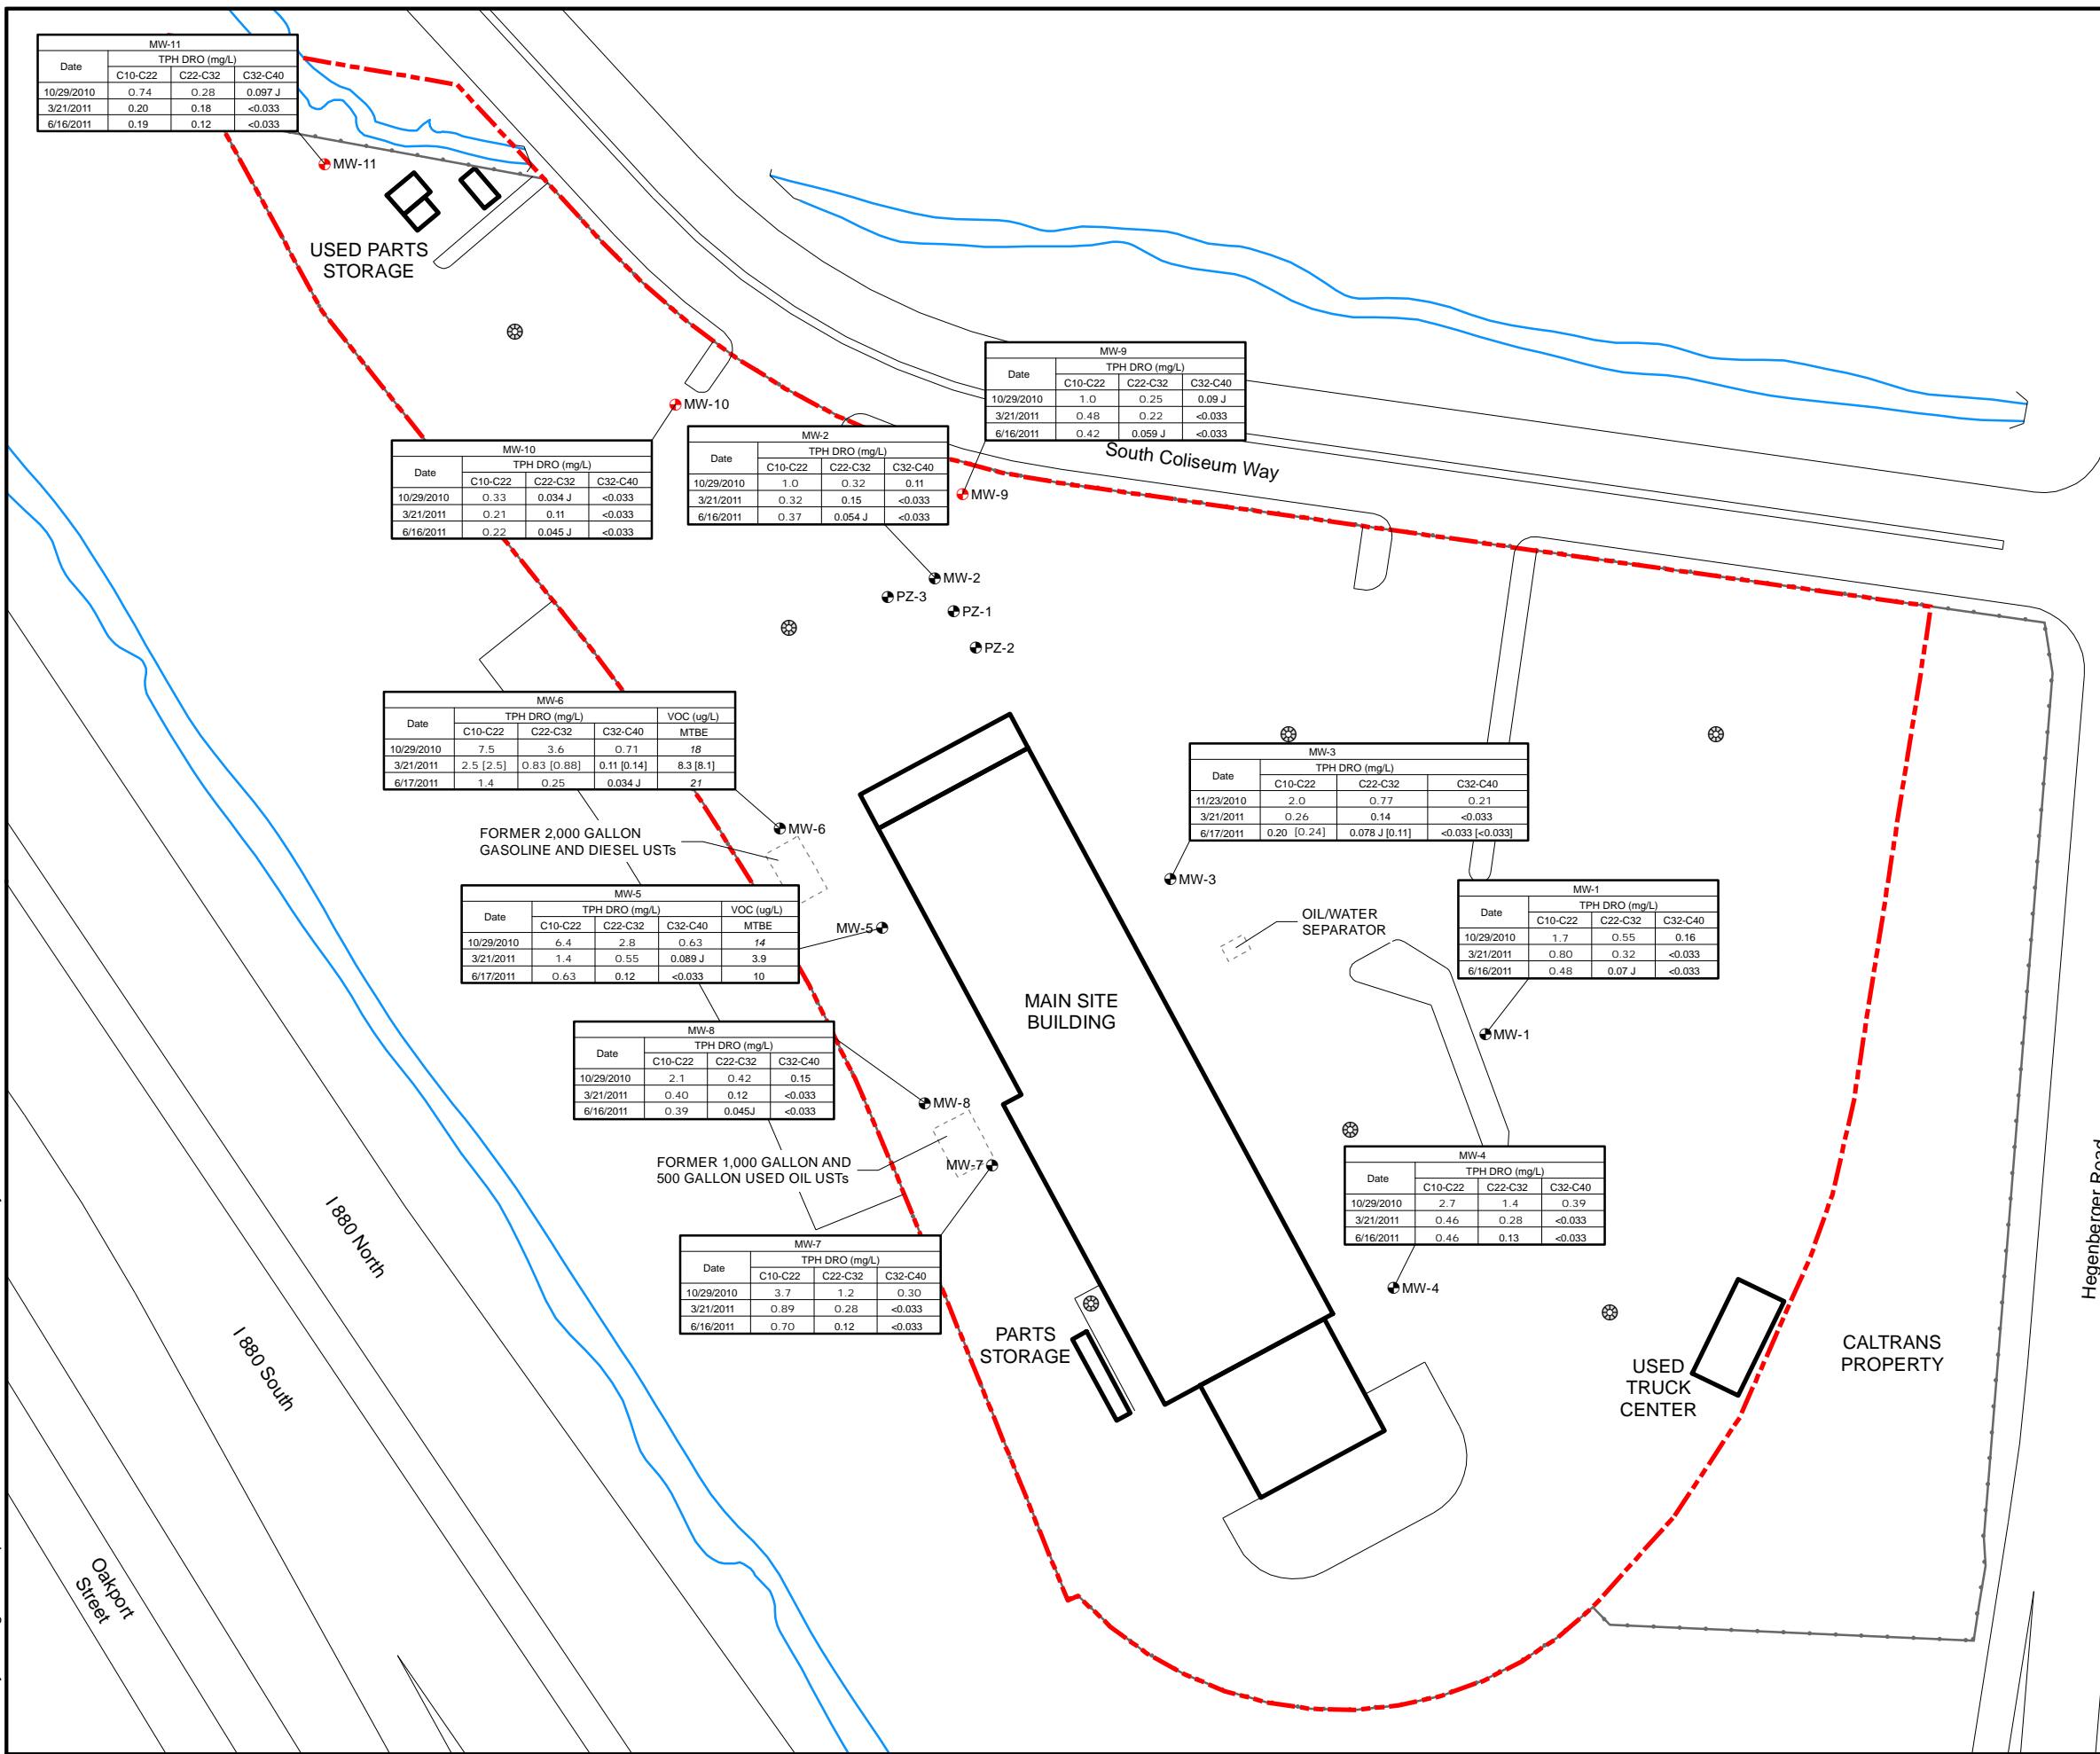 MW-11
Date TPH DRO (mg/L)
C10-C22 C22-C32 C32-C40
10/29/2010 0.74 0.28 0.097 J
3/21/2011 0.20 0.18 <0.033
6/16/2011 0.19 0.12 <0.033
MW-11
USED PARTS
STORAGE
MW-9
Date TPH DRO (mg/L)
C10-C22 C22-C32 C32-C40
10/29/2010 1.0 0.25 0.09 J
3/21/2011 0.48 0.22 <0.033
6/16/2011 0.42 0.059 J <0.033
South Coliseum Way
MW-9
MW-10
MW-10
Date TPH DRO (mg/L)
C10-C22 C22-C32 C32-C40
10/29/2010 0.33 0.034 J <0.033
3/21/2011 0.21 0.11 <0.033
6/16/2011 0.22 0.045 J <0.033
MW-2
Date TPH DRO (mg/L)
C10-C22 C22-C32 C32-C40
10/29/2010 1.0 0.32 0.11
3/21/2011 0.32 0.15 <0.033
6/16/2011 0.37 0.054 J <0.033
MW-2
PZ-3
PZ-1
PZ-2
MW-6
Date TPH DRO (mg/L) VOC (ug/L)
C10-C22 C22-C32 C32-C40 MTBE
10/29/2010 7.5 3.6 0.71 18
3/21/2011 2.5 [2.5] 0.83 [0.88] 0.11 [0.14] 8.3 [8.1]
6/17/2011 1.4 0.25 0.034 J 21
MW-6
FORMER 2,000 GALLON
GASOLINE AND DIESEL USTs
MW-3
Date TPH DRO (mg/L)
C10-C22 C22-C32 C32-C40
11/23/2010 2.0 0.77 0.21
3/21/2011 0.26 0.14 <0.033
6/17/2011 0.20 [0.24] 0.078 J [0.11] <0.033 [<0.033]
MW-3
MW-5
Date TPH DRO (mg/L) VOC (ug/L)
C10-C22 C22-C32 C32-C40 MTBE
10/29/2010 6.4 2.8 0.63 14
3/21/2011 1.4 0.55 0.089 J 3.9
6/17/2011 0.63 0.12 <0.033 10
MW-5
OIL/WATER
SEPARATOR
MW-1
Date TPH DRO (mg/L)
C10-C22 C22-C32 C32-C40
10/29/2010 1.7 0.55 0.16
3/21/2011 0.80 0.32 <0.033
6/16/2011 0.48 0.07 J <0.033
MW-1
MAIN SITE
BUILDING
MW-8
Date TPH DRO (mg/L)
C10-C22 C22-C32 C32-C40
10/29/2010 2.1 0.42 0.15
3/21/2011 0.40 0.12 <0.033
6/16/2011 0.39 0.045J <0.033
MW-8
FORMER 1,000 GALLON AND
500 GALLON USED OIL USTs
MW-7
MW-4
Date TPH DRO (mg/L)
C10-C22 C22-C32 C32-C40
10/29/2010 2.7 1.4 0.39
3/21/2011 0.46 0.28 <0.033
6/16/2011 0.46 0.13 <0.033
MW-4
MW-7
Date TPH DRO (mg/L)
C10-C22 C22-C32 C32-C40
10/29/2010 3.7 1.2 0.30
3/21/2011 0.89 0.28 <0.033
6/16/2011 0.70 0.12 <0.033
PARTS
STORAGE
USED
TRUCK
CENTER
CALTRANS
PROPERTY
Hegenberger Road
I 880 North
I 880 South
Oakport
Street